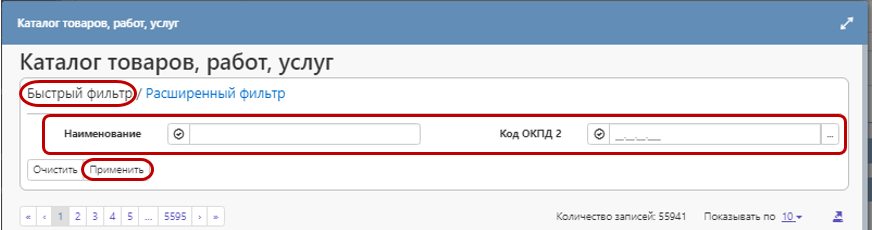 Каталог товаров, работ, услуг
Каталог товаров, работ, услуг
Быстрый фильтр / Расширенный фильтр
Наименование Код ОКПД 2 __.__.__.___ ...
Очистить Применить
« ‹ 1 2 3 4 5 ... 5595 › » Количество записей: 55941 Показывать по 10